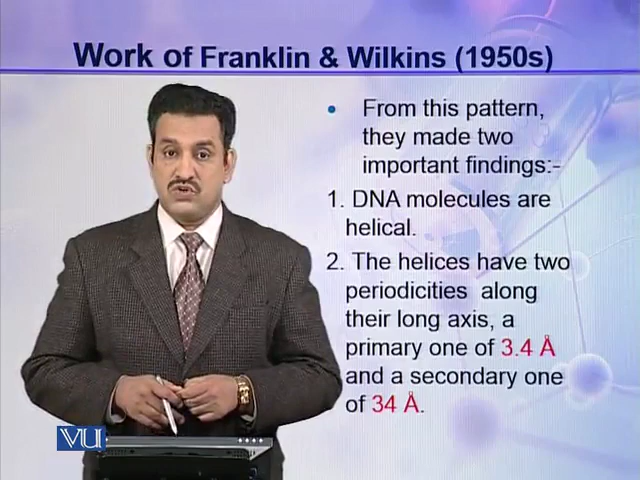 Work of Franklin & Wilkins (1950s)
• From this pattern,
they made two
important findings:-
1. DNA molecules are
helical.
2. The helices have two
periodicities along
their long axis, a
primary one of 3.4 Å
and a secondary one
of 34 Å.
VU